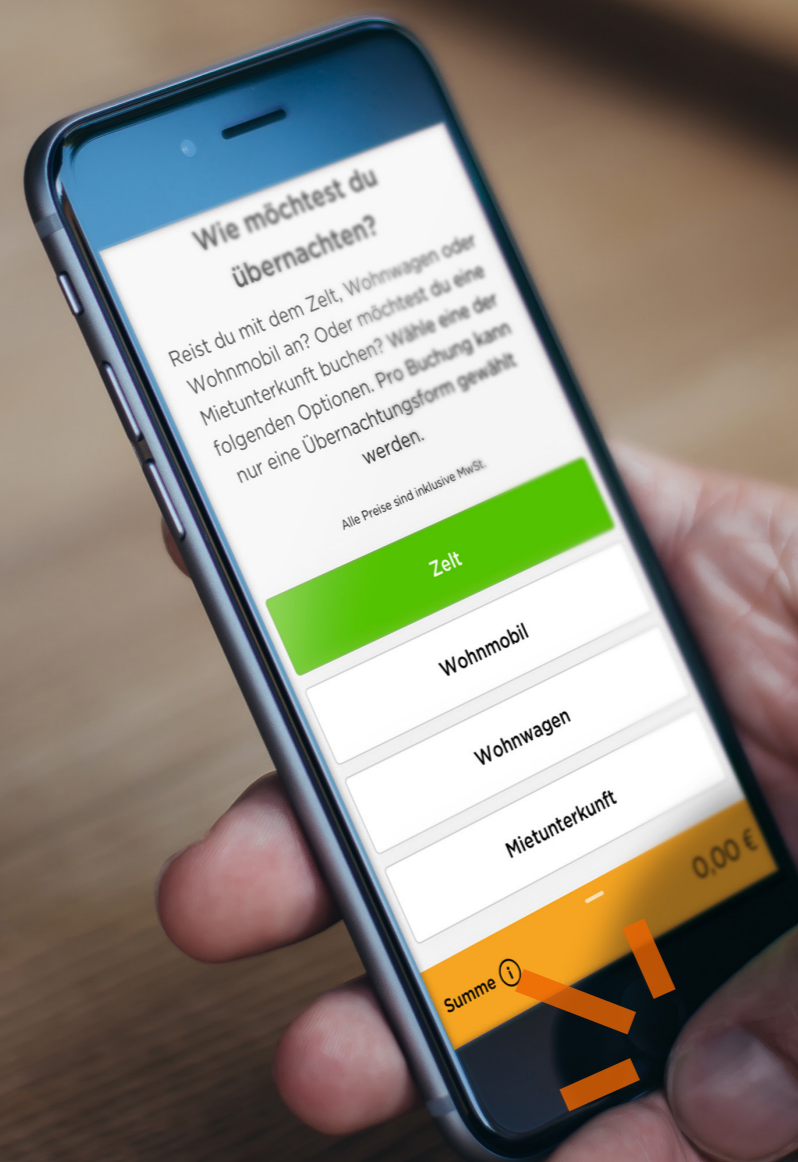 Wie möchtest du
übernachten?
Reist du mit dem Zelt, Wohnwagen oder
Wohnmobil an? Oder möchtest du eine
Mietunterkunft buchen? Wähle eine der
folgenden Optionen. Pro Buchung kann
nur eine Übernachtungsform gewählt
werden.
Alle Preise sind inklusive MwSt.
Zelt
Wohnmobil
Wohnwagen
Mietunterkunft
Summe i 0,00 €